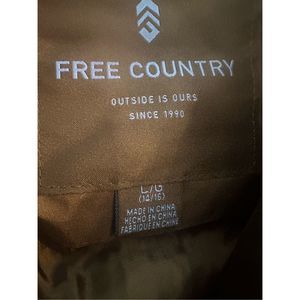 FREE COUNTRY
OUTSIDE IS OURS
SINCE 1990
L/G
(14/16)
MADE IN CHINA
HECHO EN CHINA
FABRIQUÉ EN CHINE